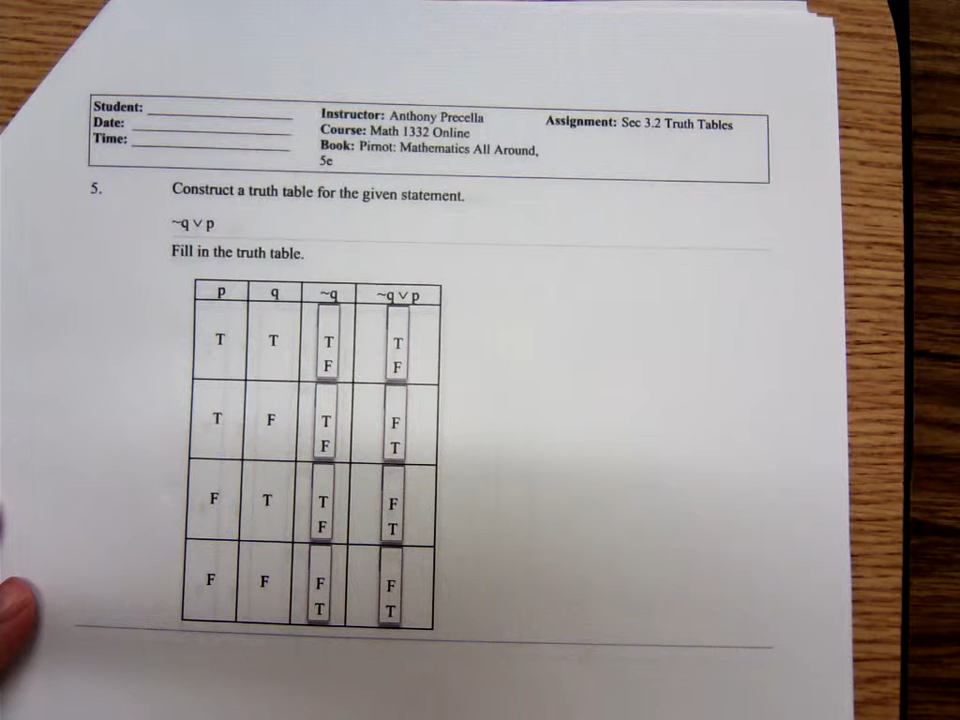 Student: Instructor: Anthony Precella Assignment: Sec 3.2 Truth Tables
Date: Course: Math 1332 Online
Time: Book: Pirnot: Mathematics All Around,
5e
5. Construct a truth table for the given statement.
~q ∨ p
Fill in the truth table.
p q ~q ~q ∨ p
T T T T
F F
T F T F
F T
F T T F
F T
F F F F
T T